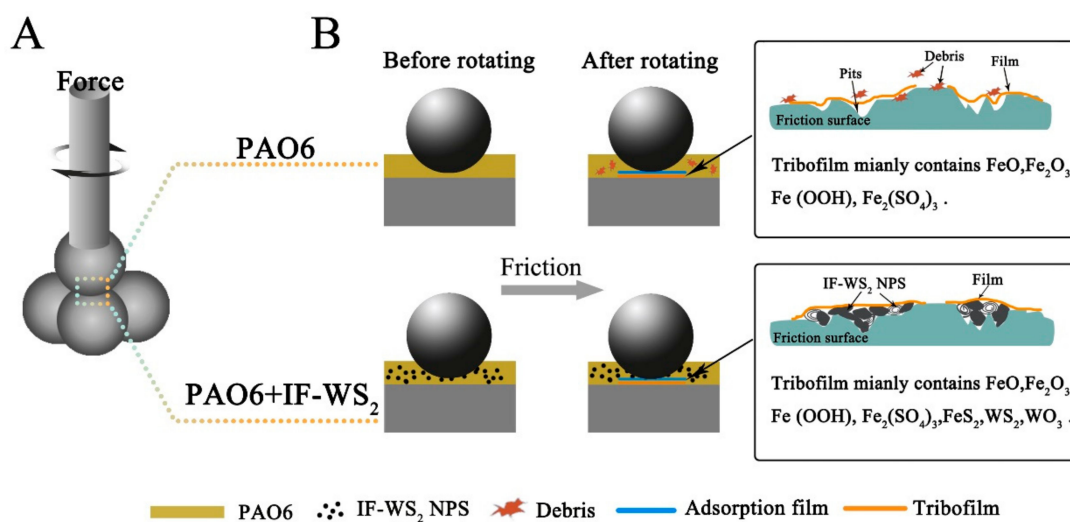 A
B
Force
Before rotating
After rotating
PAO6
Debris
Pits
Film
Friction surface
Tribofilm mianly contains FeO,Fe₂O₃
Fe (OOH), Fe₂(SO₄)₃ .
Friction
PAO6+IF-WS₂
IF-WS₂ NPS
Film
Friction surface
Tribofilm mianly contains FeO,Fe₂O₃
Fe (OOH), Fe₂(SO₄)₃,FeS₂,WS₂,WO₃ .
PAO6
IF-WS₂ NPS
Debris
Adsorption film
Tribofilm